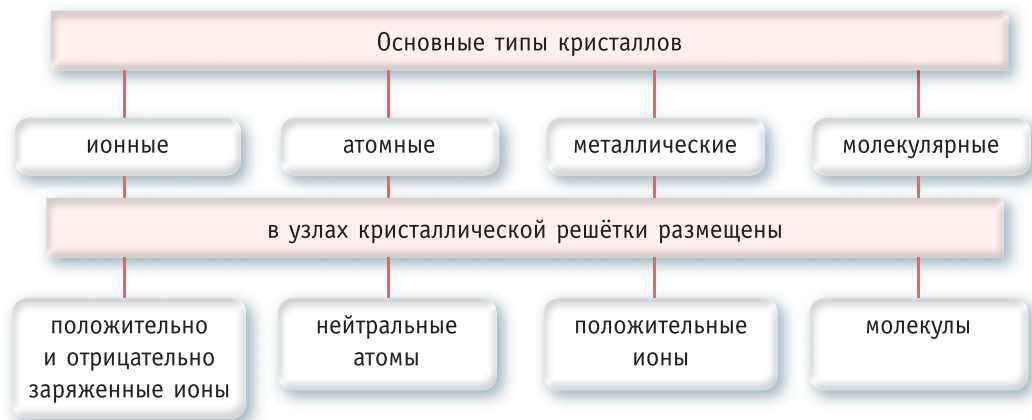 Основные типы кристаллов
ионные
атомные
металлические
молекулярные
в узлах кристаллической решётки размещены
положительно
и отрицательно
заряженные ионы
нейтральные
атомы
положительные
ионы
молекулы